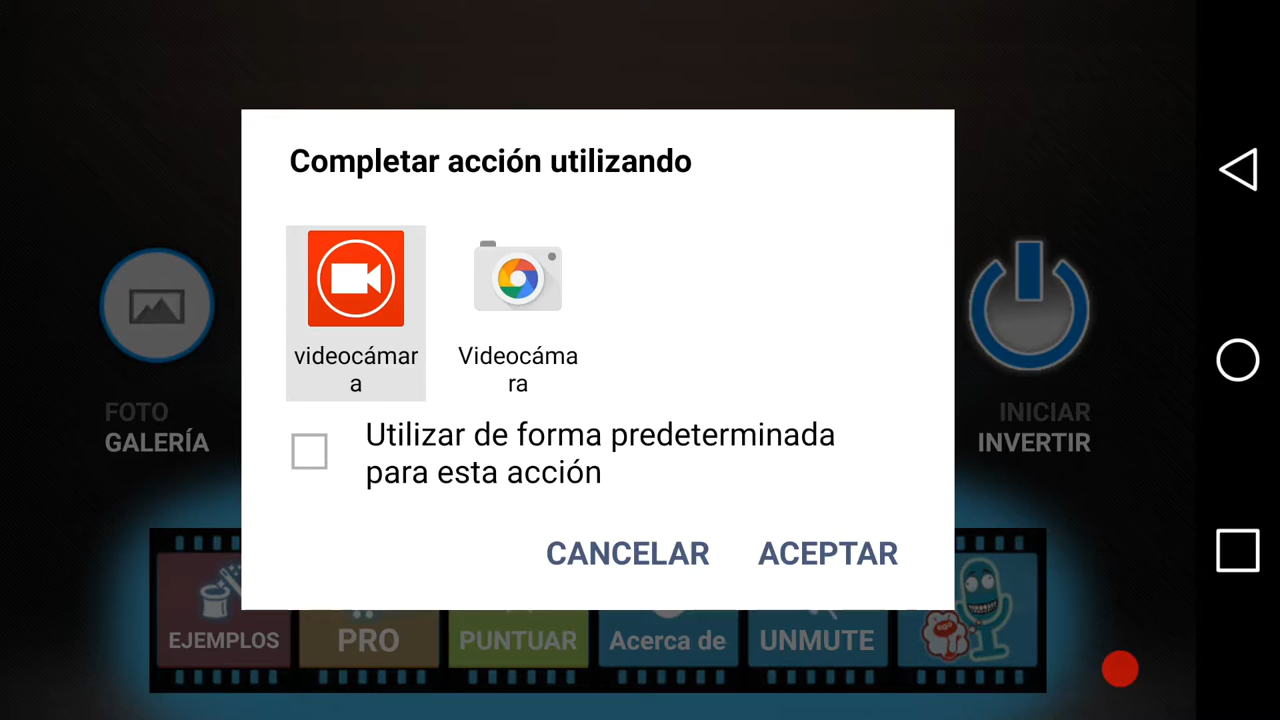 Completar acción utilizando
videocámar
a
Videocáma
ra
Utilizar de forma predeterminada
para esta acción
CANCELAR
ACEPTAR
FOTO
GALERÍA
INICIAR
INVERTIR
EJEMPLOS
PRO
PUNTUAR
Acerca de
UNMUTE